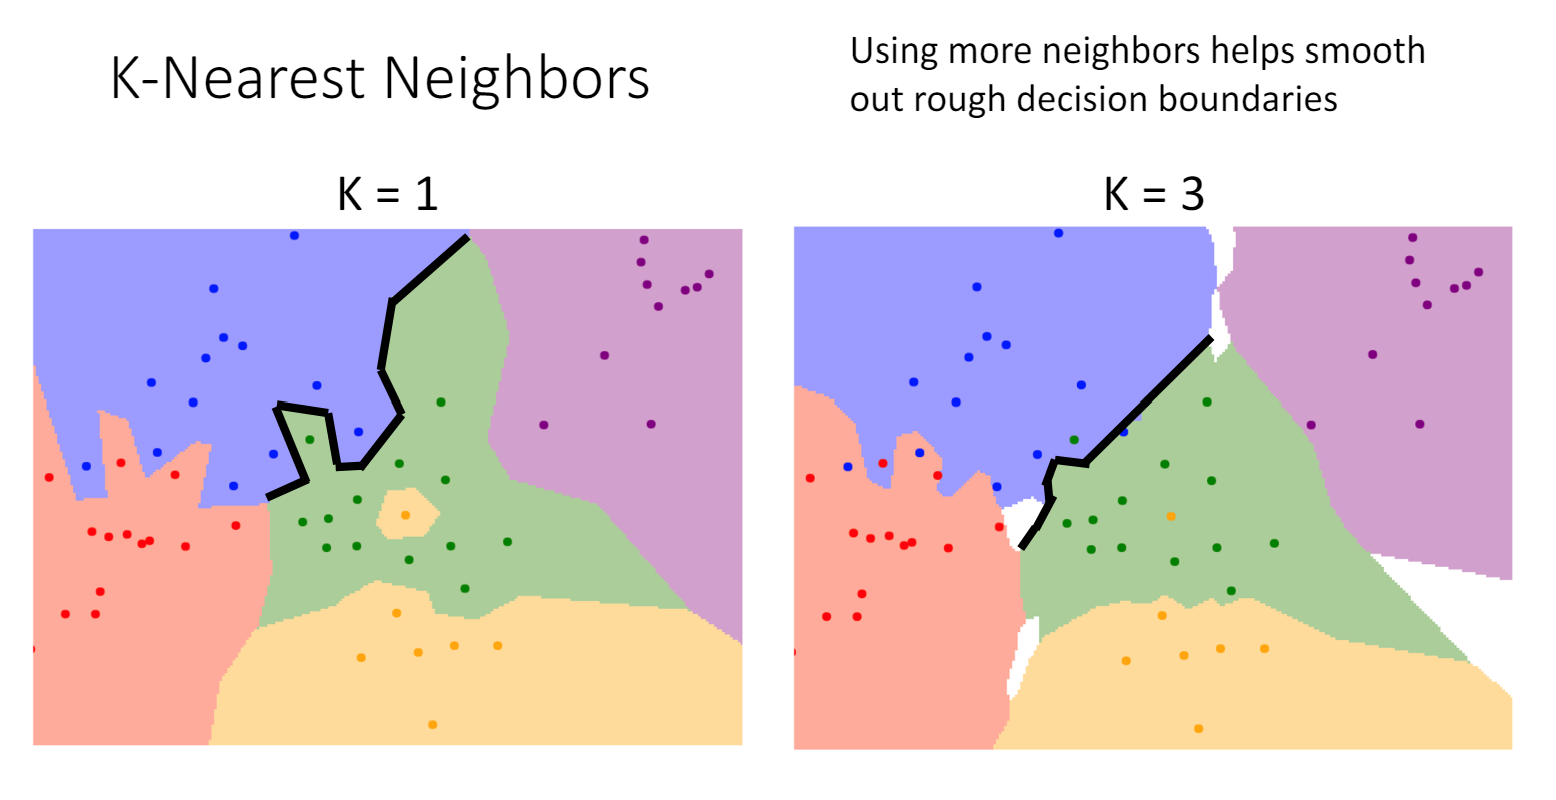 K-Nearest Neighbors
Using more neighbors helps smooth
out rough decision boundaries
K = 1
K = 3